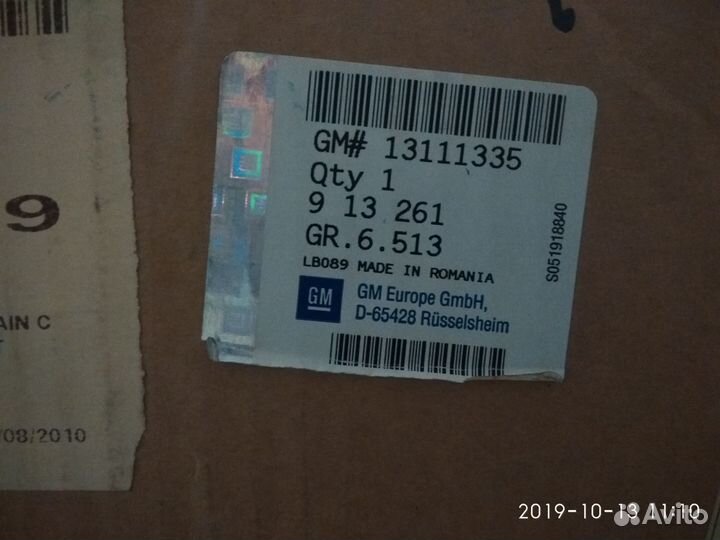 GM# 13111335
Qty 1
9 13 261
GR.6.513
LB089 MADE IN ROMANIA
GM
GM Europe GmbH,
D-65428 Rüsselsheim
S051918840
9
AIN C
/08/2010
2019-10-13 11:10
Avito